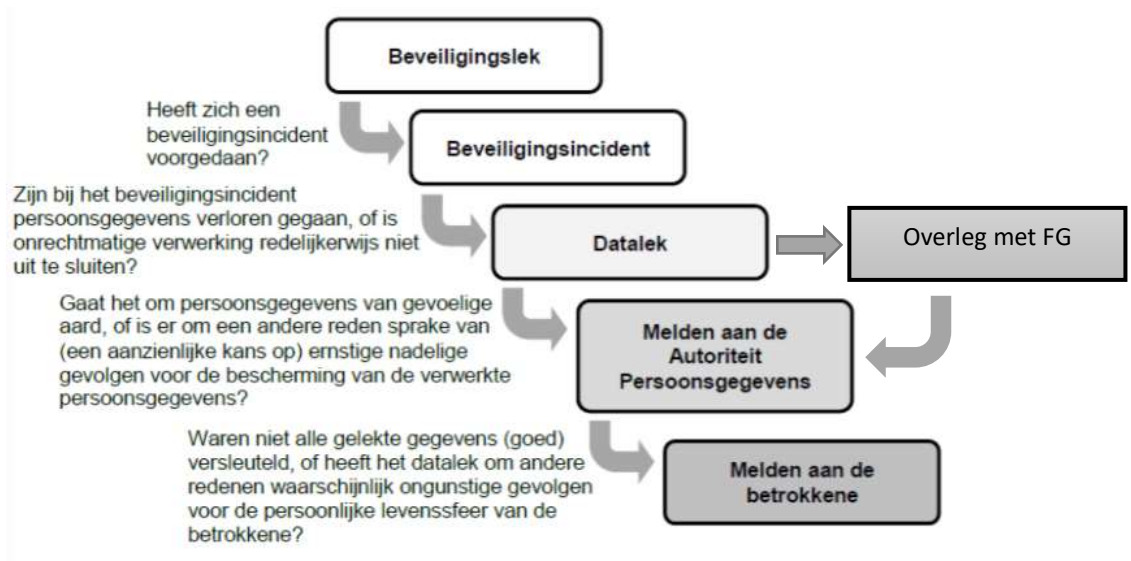 Beveiligingslek
Heeft zich een
beveiligingsincident
voorgedaan?
Beveiligingsincident
Zijn bij het beveiligingsincident
persoonsgegevens verloren gegaan, of is
onrechtmatige verwerking redelijkerwijs niet
uit te sluiten?
Datalek
Overleg met FG
Gaat het om persoonsgegevens van gevoelige
aard, of is er om een andere reden sprake van
(een aanzienlijke kans op) ernstige nadelige
gevolgen voor de bescherming van de verwerkte
persoonsgegevens?
Melden aan de
Autoriteit
Persoonsgegevens
Waren niet alle gelekte gegevens (goed)
versleuteld, of heeft het datalek om andere
redenen waarschijnlijk ongunstige gevolgen
voor de persoonlijke levenssfeer van de
betrokkene?
Melden aan de
betrokkene